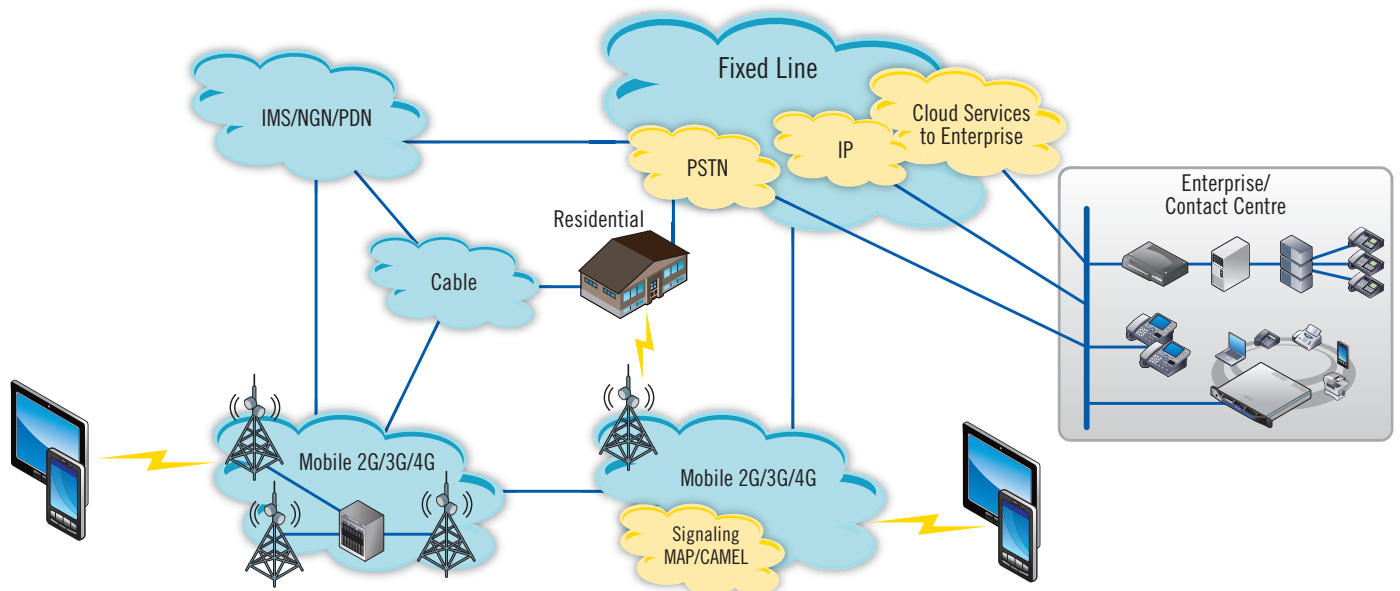 Fixed Line
IMS/NGN/PDN
Cloud Services
to Enterprise
IP
PSTN
Enterprise/
Contact Centre
Residential
Cable
Mobile 2G/3G/4G
Mobile 2G/3G/4G
Signaling
MAP/CAMEL